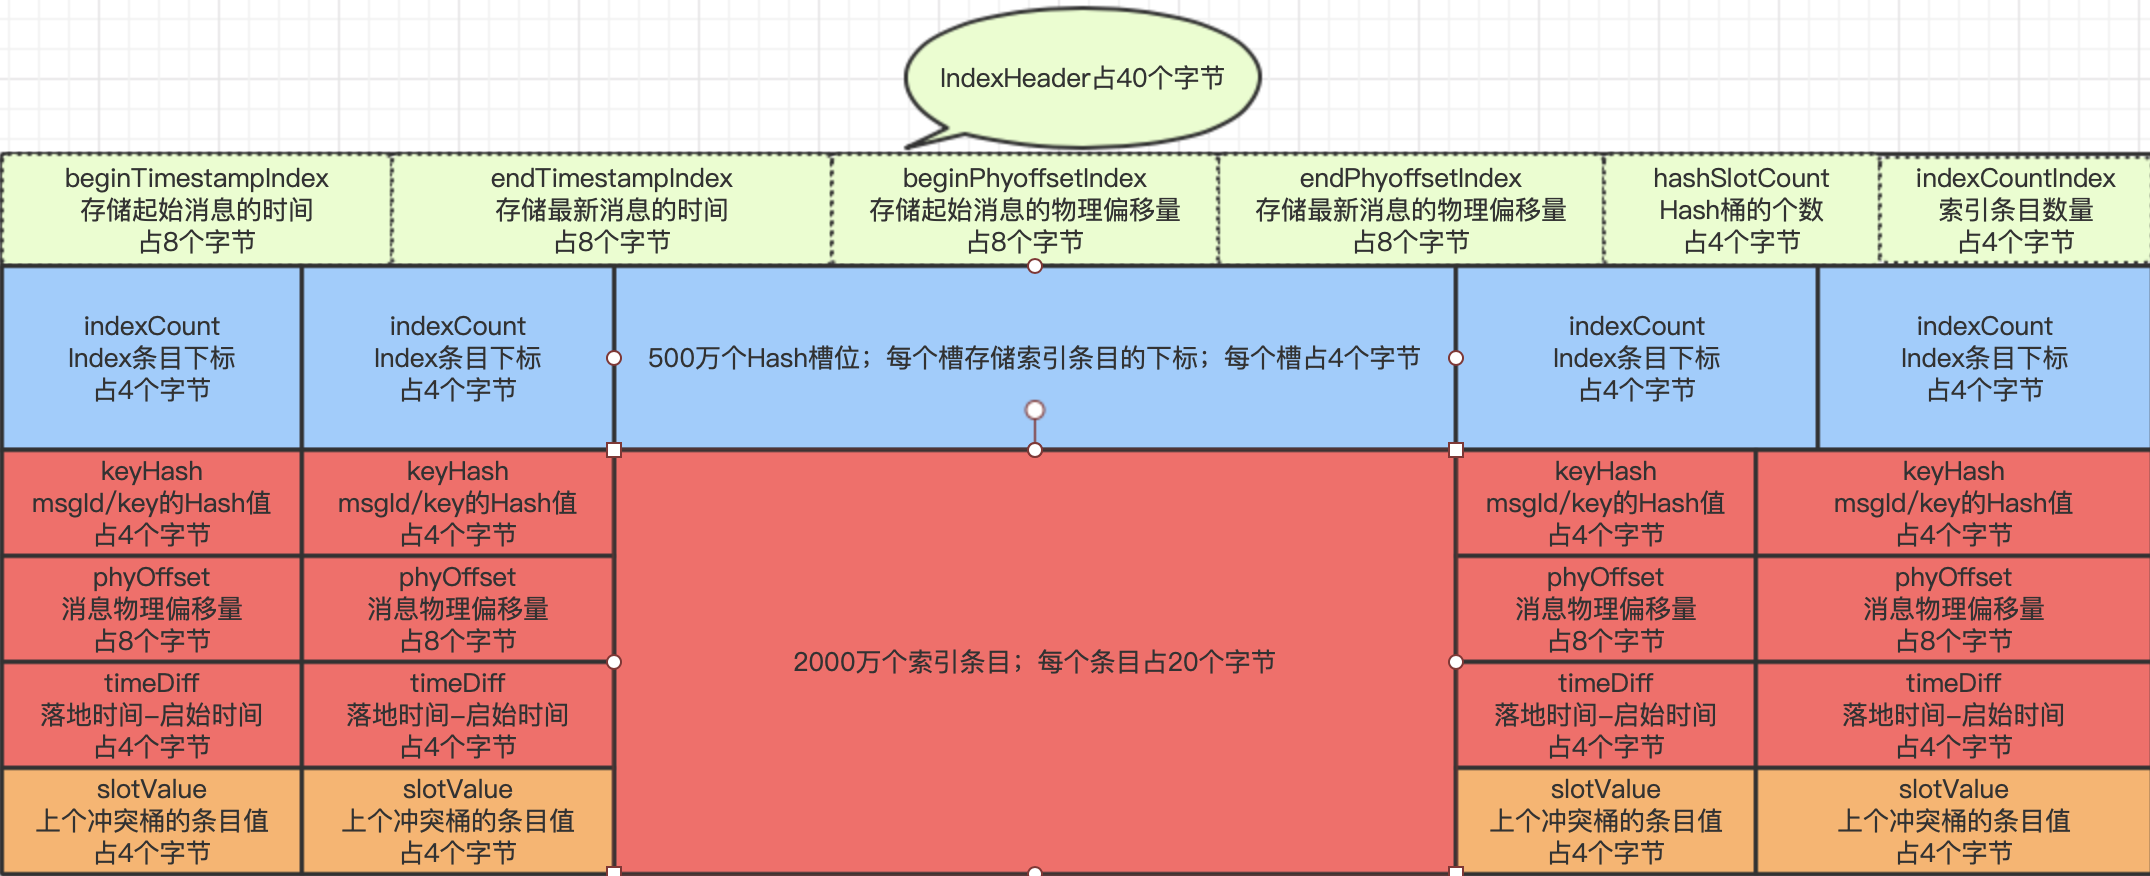 IndexHeader占40个字节
beginTimestampIndex
存储起始消息的时间
占8个字节
endTimestampIndex
存储最新消息的时间
占8个字节
beginPhyoffsetIndex
存储起始消息的物理偏移量
占8个字节
endPhyoffsetIndex
存储最新消息的物理偏移量
占8个字节
hashSlotCount
Hash桶的个数
占4个字节
indexCountIndex
索引条目数量
占4个字节
indexCount
Index条目下标
占4个字节
indexCount
Index条目下标
占4个字节
500万个Hash槽位；每个槽存储索引条目的下标；每个槽占4个字节
indexCount
Index条目下标
占4个字节
indexCount
Index条目下标
占4个字节
keyHash
msgId/key的Hash值
占4个字节
keyHash
msgId/key的Hash值
占4个字节
keyHash
msgId/key的Hash值
占4个字节
keyHash
msgId/key的Hash值
占4个字节
phyOffset
消息物理偏移量
占8个字节
phyOffset
消息物理偏移量
占8个字节
2000万个索引条目；每个条目占20个字节
phyOffset
消息物理偏移量
占8个字节
phyOffset
消息物理偏移量
占8个字节
timeDiff
落地时间-启始时间
占4个字节
timeDiff
落地时间-启始时间
占4个字节
timeDiff
落地时间-启始时间
占4个字节
timeDiff
落地时间-启始时间
占4个字节
slotValue
上个冲突桶的条目值
占4个字节
slotValue
上个冲突桶的条目值
占4个字节
slotValue
上个冲突桶的条目值
占4个字节
slotValue
上个冲突桶的条目值
占4个字节